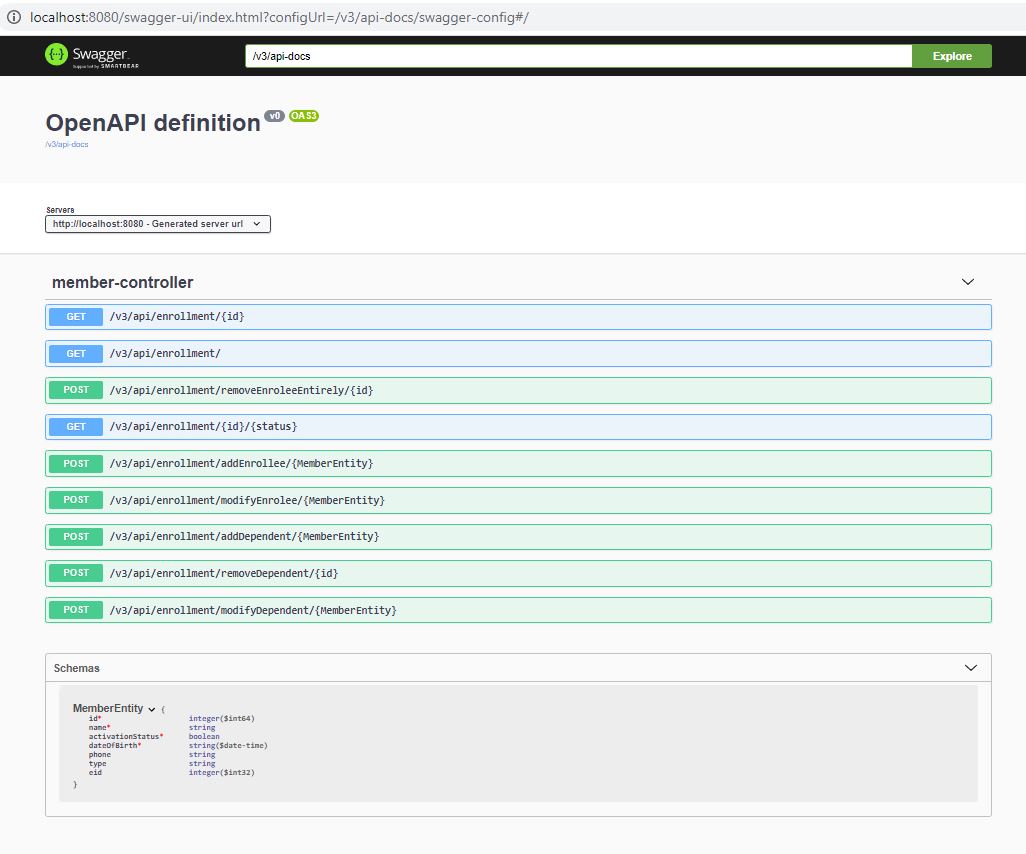 localhost:8080/swagger-ui/index.html?configUrl=/v3/api-docs/swagger-config#/
Swagger.
Supported by SMARTBEAR
/v3/api-docs
Explore
OpenAPI definition v0 OAS3
/v3/api-docs
Servers
http://localhost:8080 - Generated server url
member-controller
GET /v3/api/enrollment/{id}
GET /v3/api/enrollment/
POST /v3/api/enrollment/removeEnroleeEntirely/{id}
GET /v3/api/enrollment/{id}/{status}
POST /v3/api/enrollment/addEnrollee/{MemberEntity}
POST /v3/api/enrollment/modifyEnrolee/{MemberEntity}
POST /v3/api/enrollment/addDependent/{MemberEntity}
POST /v3/api/enrollment/removeDependent/{id}
POST /v3/api/enrollment/modifyDependent/{MemberEntity}
Schemas
MemberEntity {
id* integer($int64)
name* string
activationStatus* boolean
dateOfBirth* string($date-time)
phone string
type string
eid integer($int32)
}